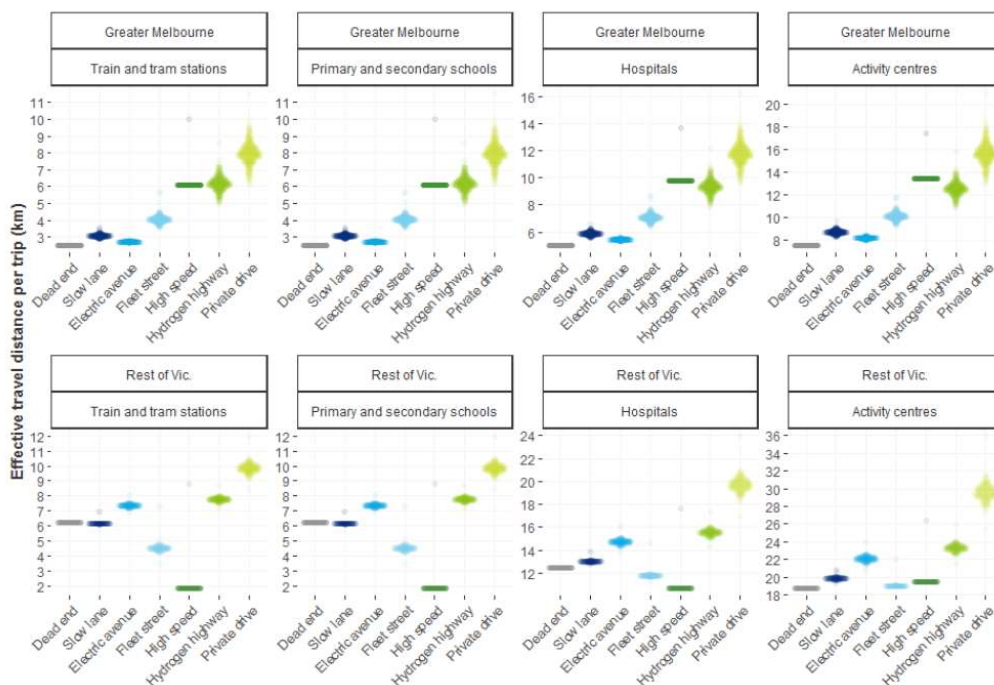 Effective travel distance per trip (km)
Greater Melbourne
Train and tram stations
11
10
9
8
7
6
5
4
3
Dead end
Slow lane
Electric avenue
Fleet street
High speed
Hydrogen highway
Private drive
Greater Melbourne
Primary and secondary schools
11
10
9
8
7
6
5
4
3
Dead end
Slow lane
Electric avenue
Fleet street
High speed
Hydrogen highway
Private drive
Greater Melbourne
Hospitals
16
14
12
10
8
6
Dead end
Slow lane
Electric avenue
Fleet street
High speed
Hydrogen highway
Private drive
Greater Melbourne
Activity centres
20
18
16
14
12
10
8
Dead end
Slow lane
Electric avenue
Fleet street
High speed
Hydrogen highway
Private drive
Rest of Vic.
Train and tram stations
12
11
10
9
8
7
6
5
4
3
2
Dead end
Slow lane
Electric avenue
Fleet street
High speed
Hydrogen highway
Private drive
Rest of Vic.
Primary and secondary schools
12
11
10
9
8
7
6
5
4
3
2
Dead end
Slow lane
Electric avenue
Fleet street
High speed
Hydrogen highway
Private drive
Rest of Vic.
Hospitals
24
22
20
18
16
14
12
Dead end
Slow lane
Electric avenue
Fleet street
High speed
Hydrogen highway
Private drive
Rest of Vic.
Activity centres
36
34
32
30
28
26
24
22
20
18
Dead end
Slow lane
Electric avenue
Fleet street
High speed
Hydrogen highway
Private drive